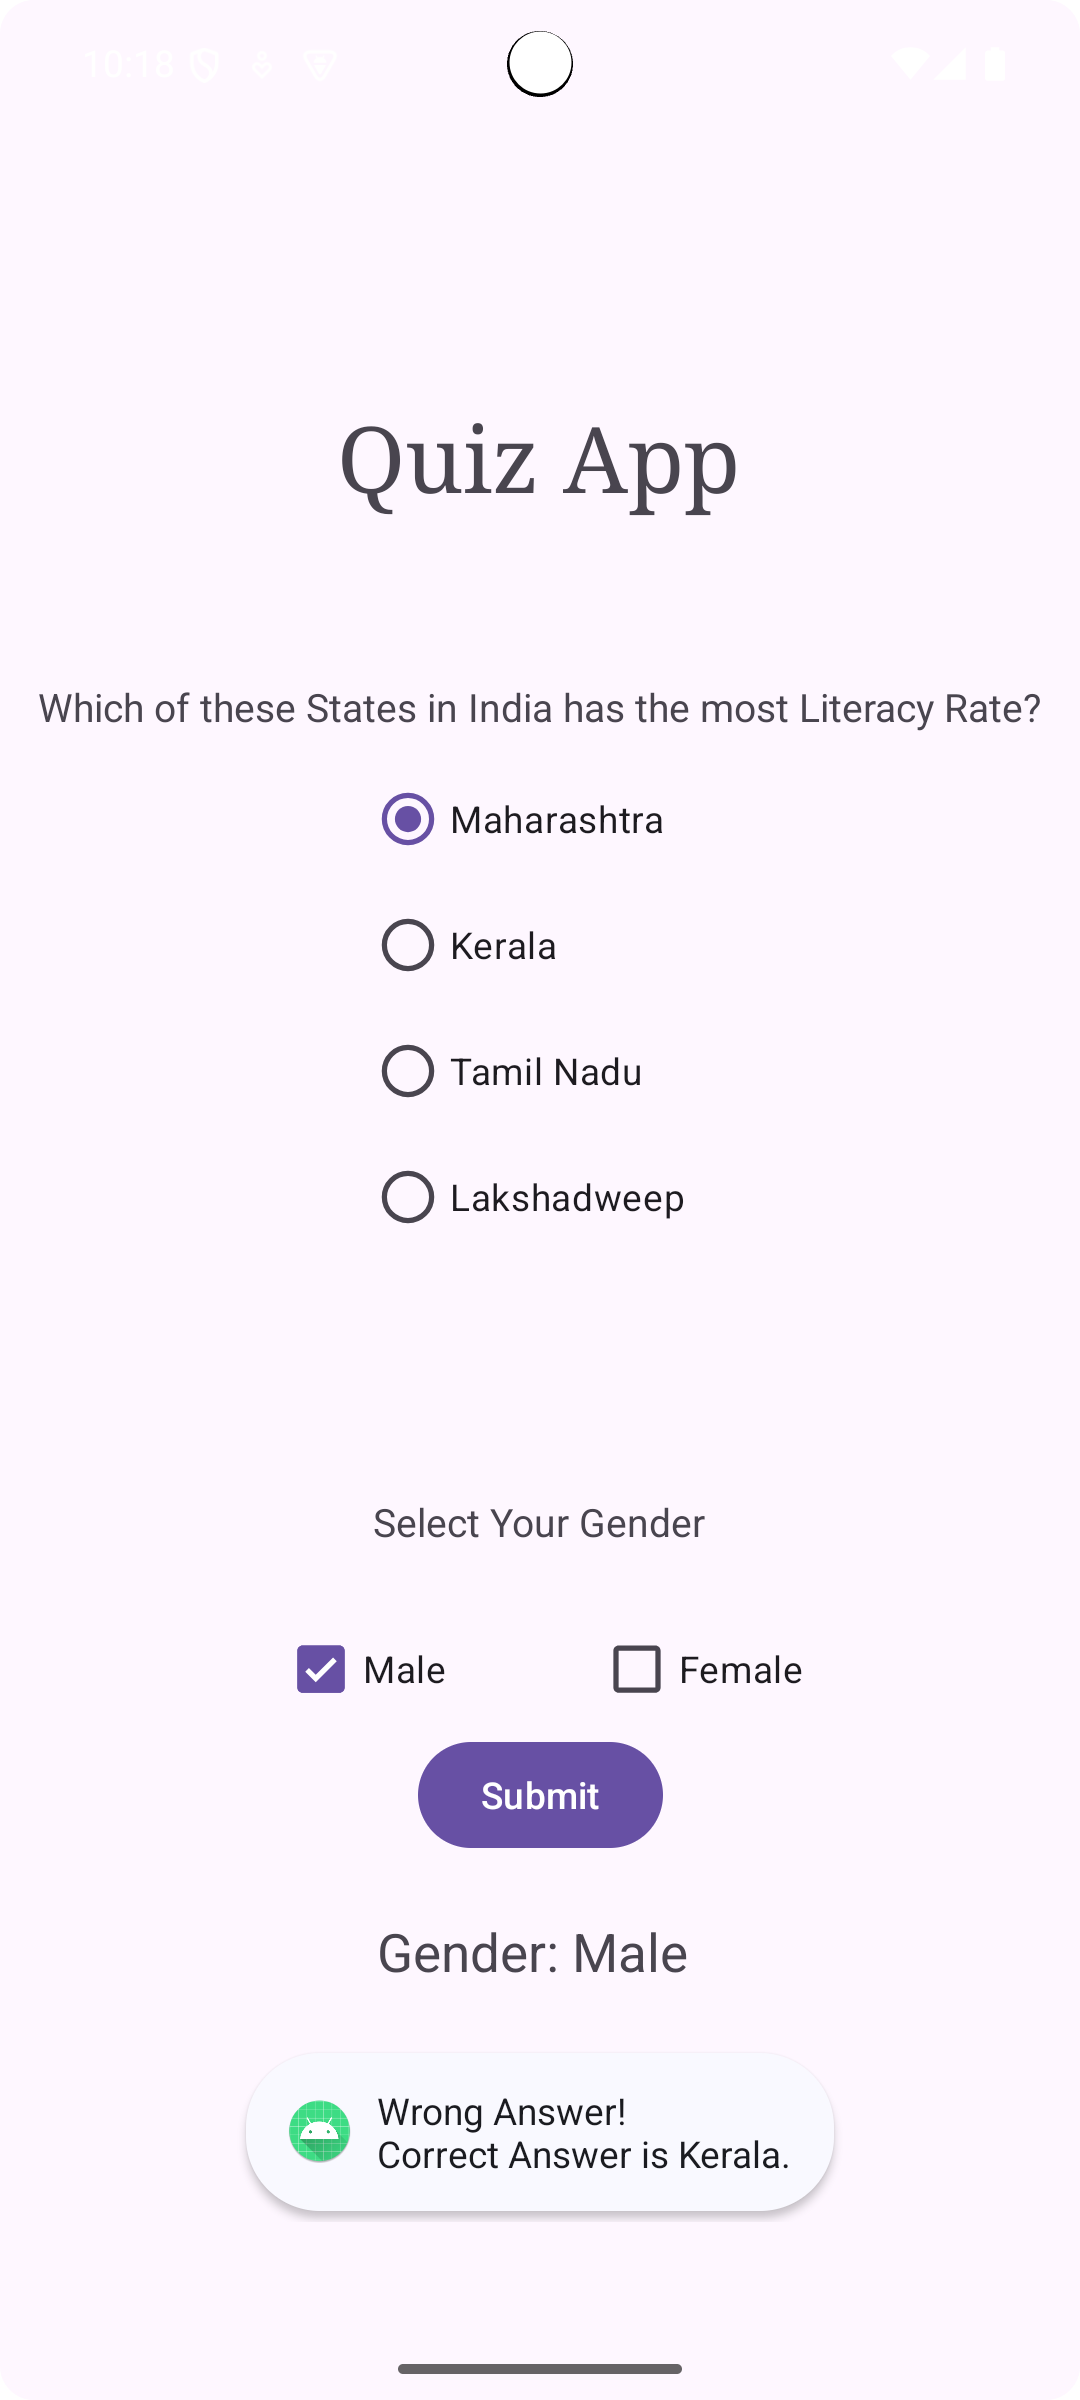 10:18
Quiz App
Which of these States in India has the most Literacy Rate?
Maharashtra
Kerala
Tamil Nadu
Lakshadweep
Select Your Gender
Male
Female
Submit
Gender: Male
Wrong Answer!
Correct Answer is Kerala.